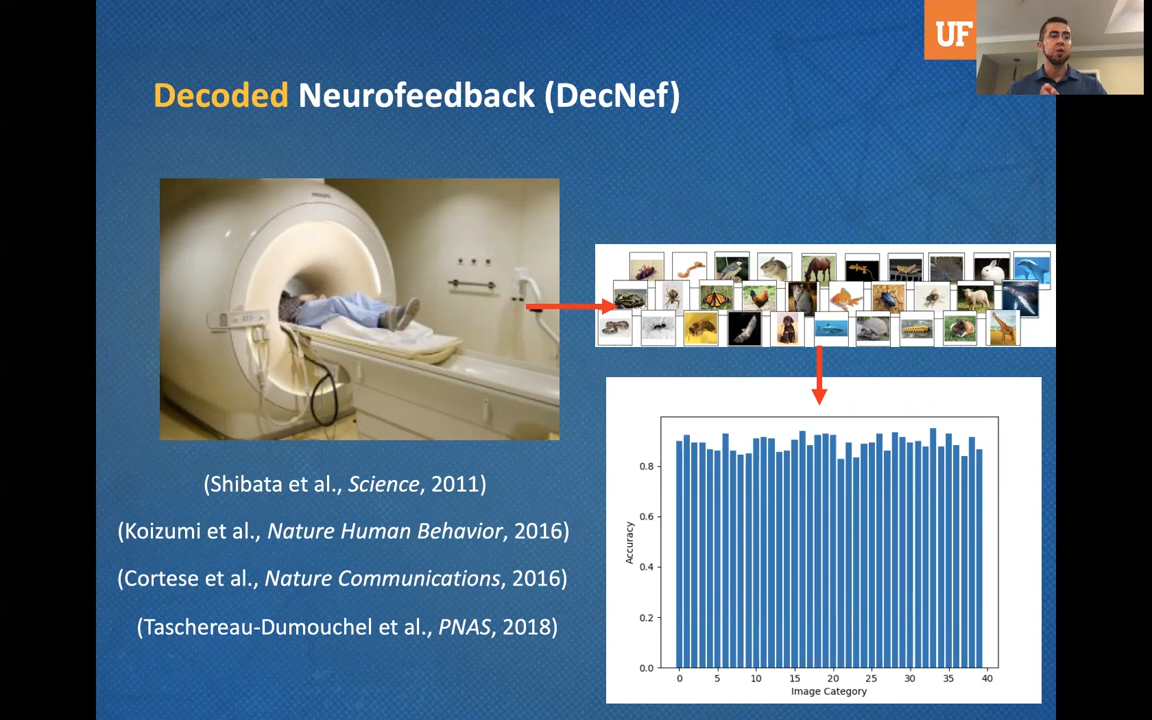 UF
Decoded Neurofeedback (DecNef)
(Shibata et al., Science, 2011)
(Koizumi et al., Nature Human Behavior, 2016)
(Cortese et al., Nature Communications, 2016)
(Taschereau-Dumouchel et al., PNAS, 2018)
0.8
0.6
0.4
0.2
0.0
Accuracy
0 5 10 15 20 25 30 35 40
Image Category